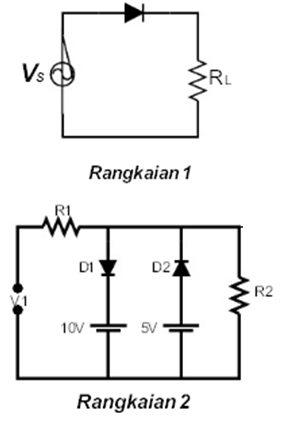 Vs
RL
Rangkaian 1
R1
D1
D2
V1
R2
10V
5V
Rangkaian 2